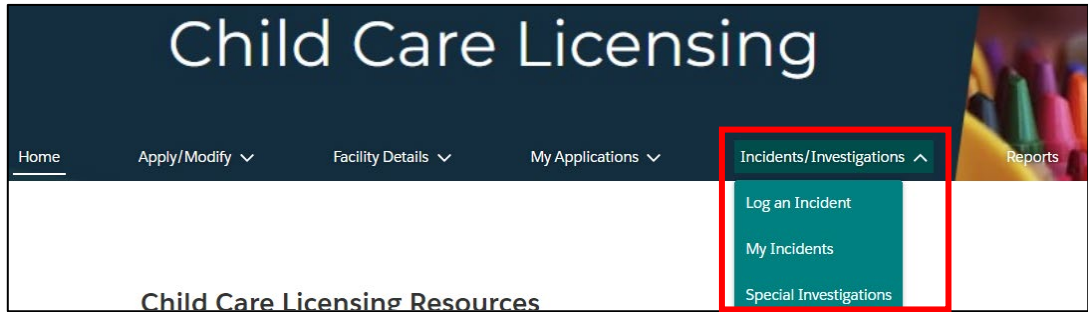 Child Care Licensing
Home Apply/Modify Facility Details My Applications Incidents/Investigations Reports
Log an Incident
My Incidents
Special Investigations
Child Care Licensing Resources